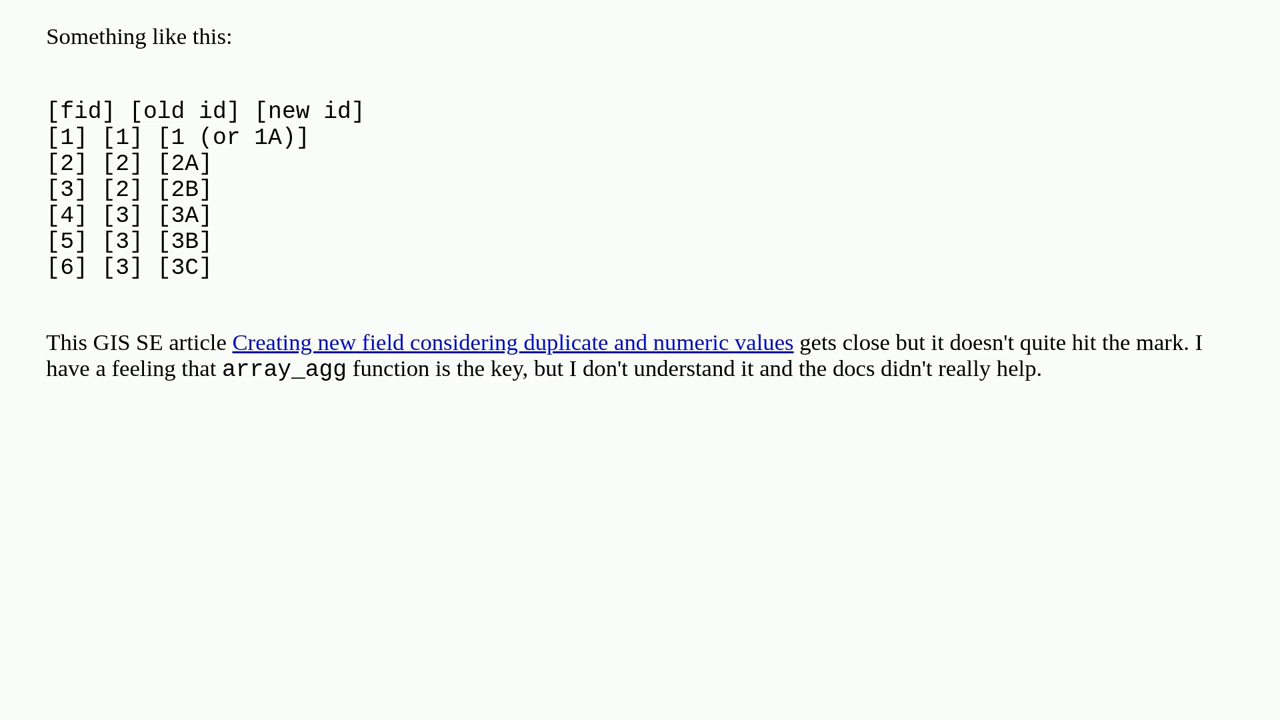 Something like this:
[fid] [old id] [new id]
[1] [1] [1 (or 1A)]
[2] [2] [2A]
[3] [2] [2B]
[4] [3] [3A]
[5] [3] [3B]
[6] [3] [3C]
This GIS SE article Creating new field considering duplicate and numeric values gets close but it doesn't quite hit the mark. I
have a feeling that array_agg function is the key, but I don't understand it and the docs didn't really help.